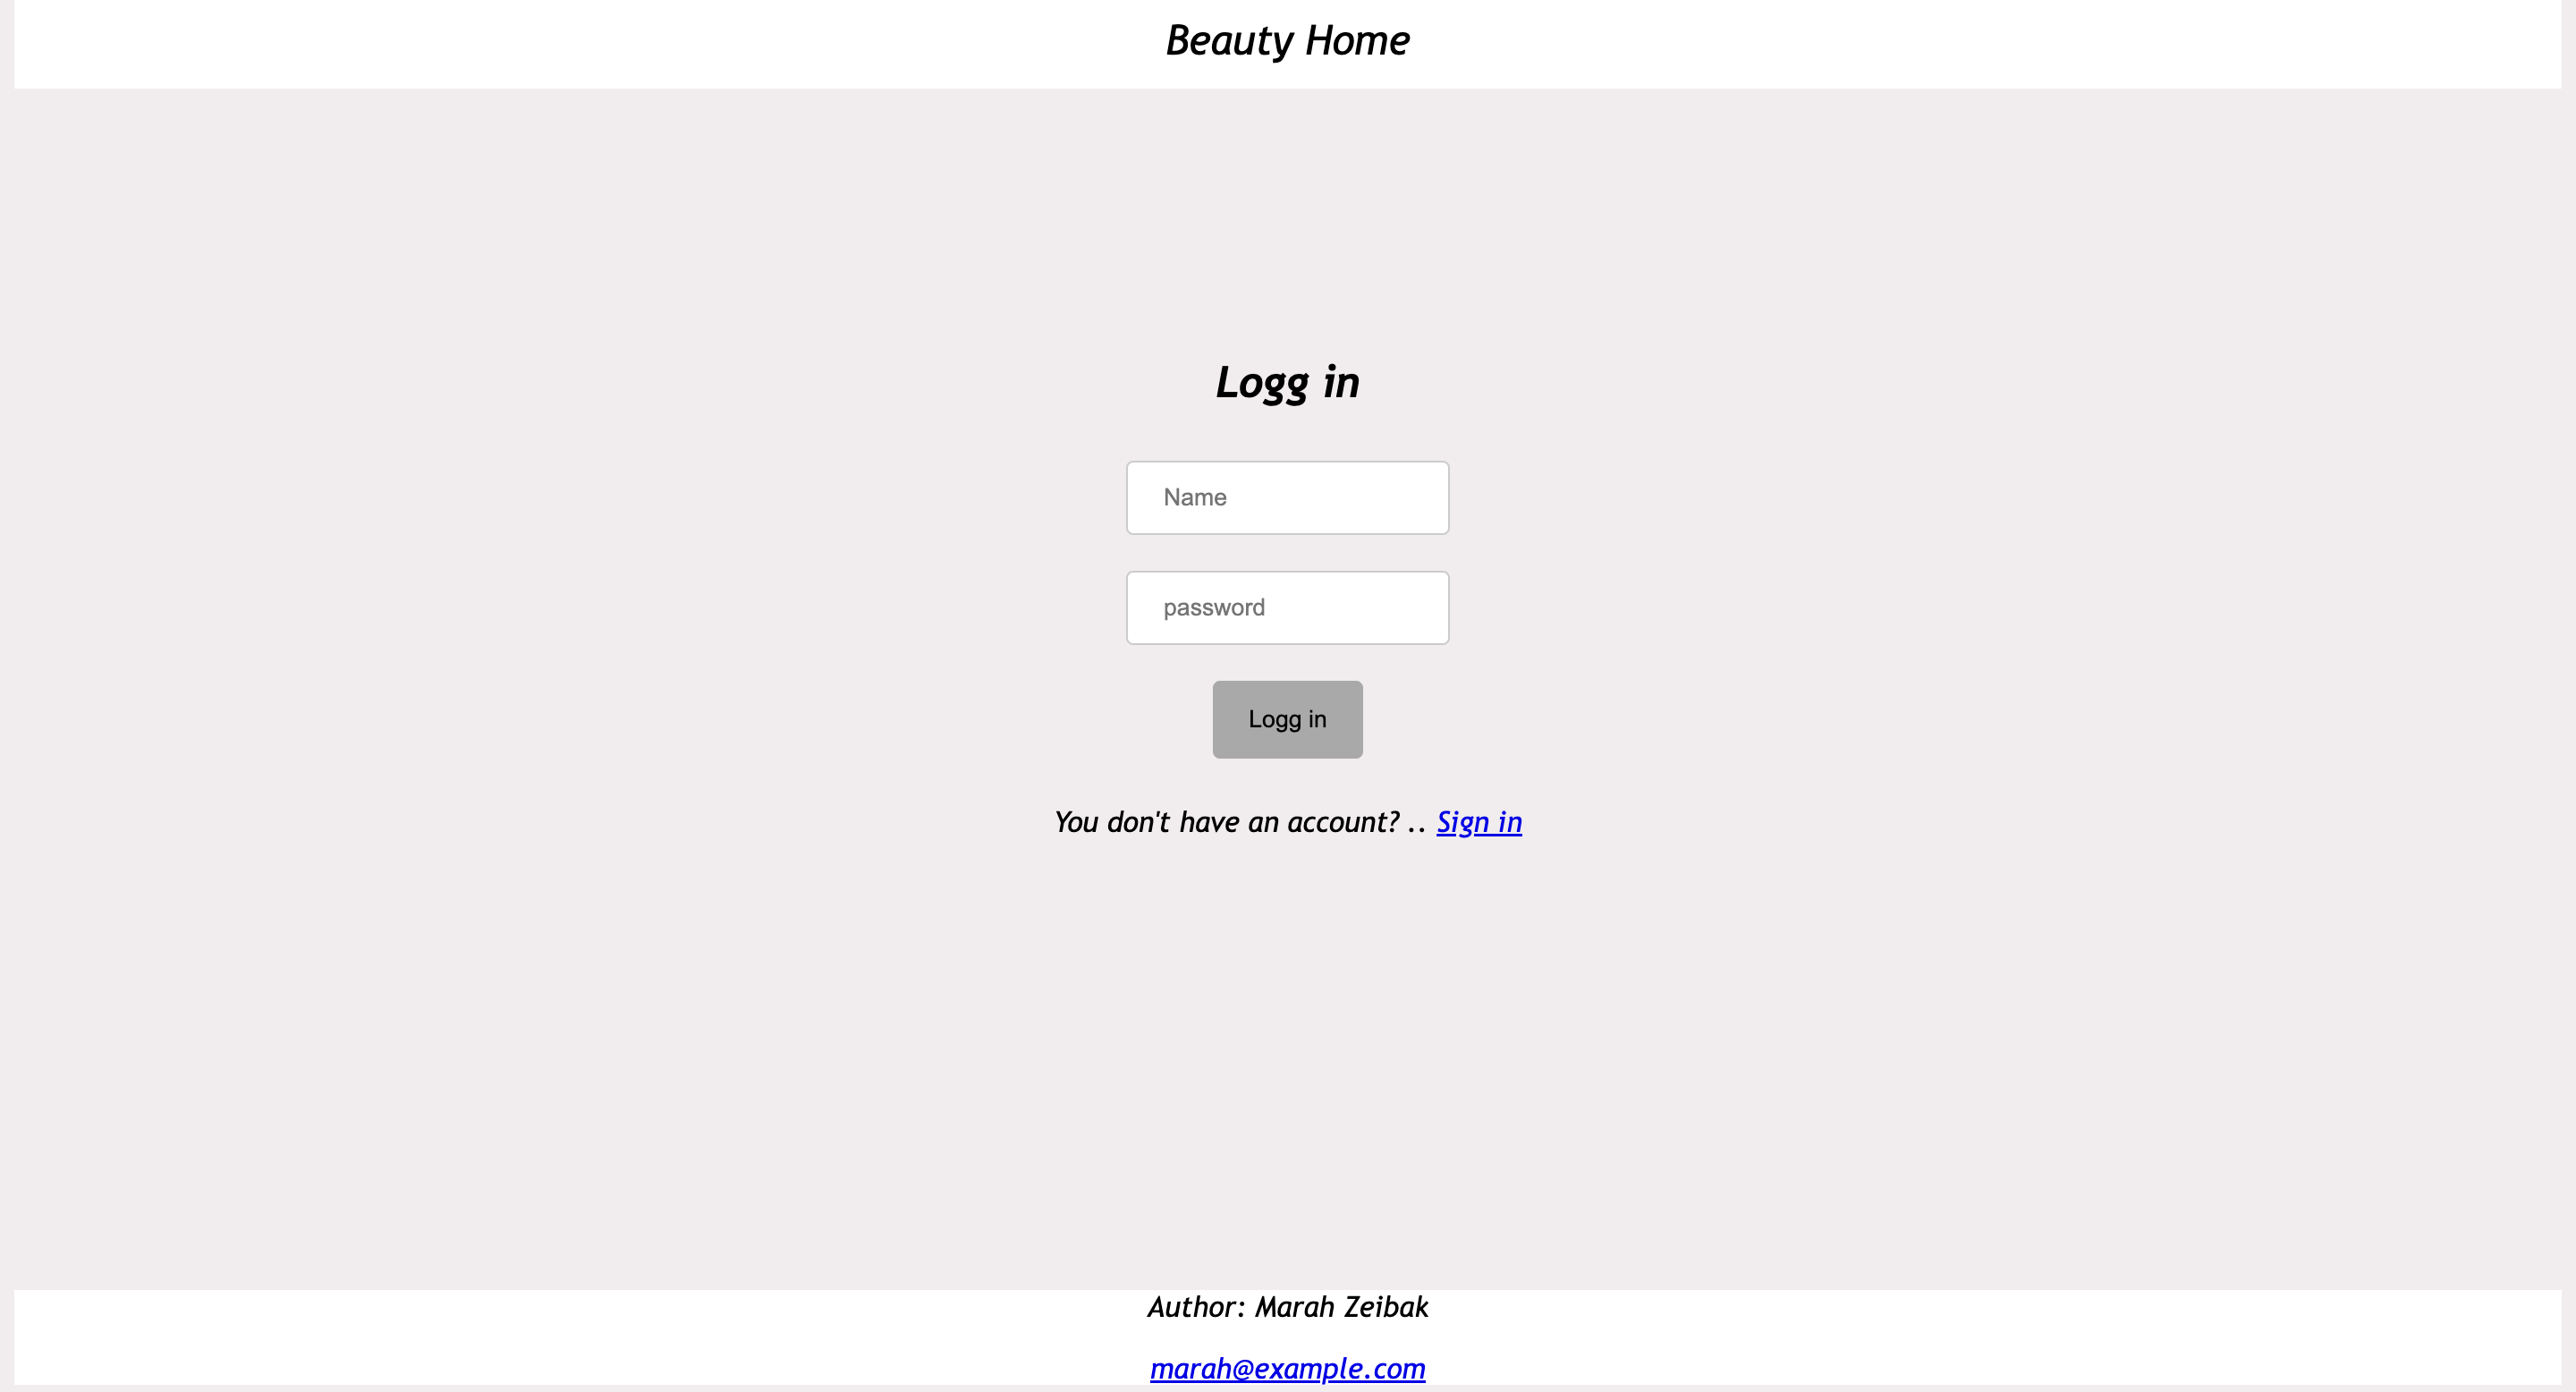 Beauty Home
Logg in
Name
password
Logg in
You don't have an account? .. Sign in
Author: Marah Zeibak
marah@example.com